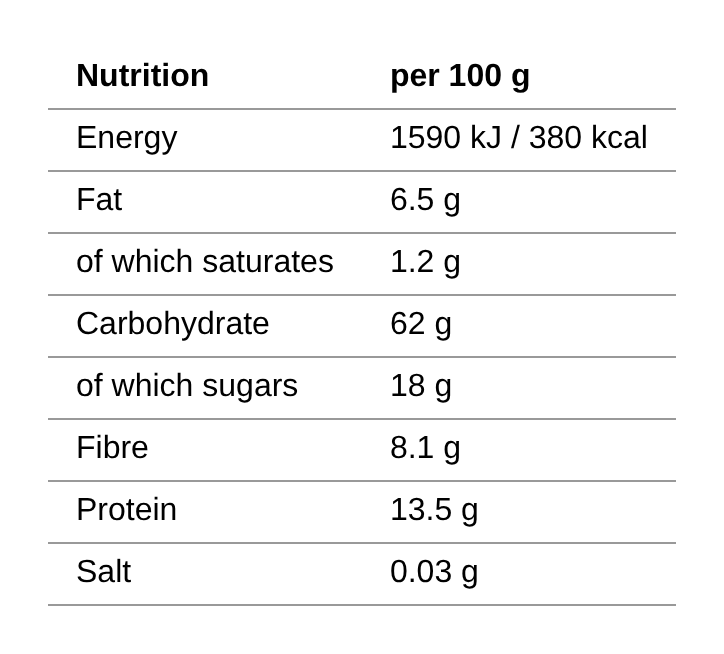 Nutrition per 100 g
Energy 1590 kJ / 380 kcal
Fat 6.5 g
of which saturates 1.2 g
Carbohydrate 62 g
of which sugars 18 g
Fibre 8.1 g
Protein 13.5 g
Salt 0.03 g